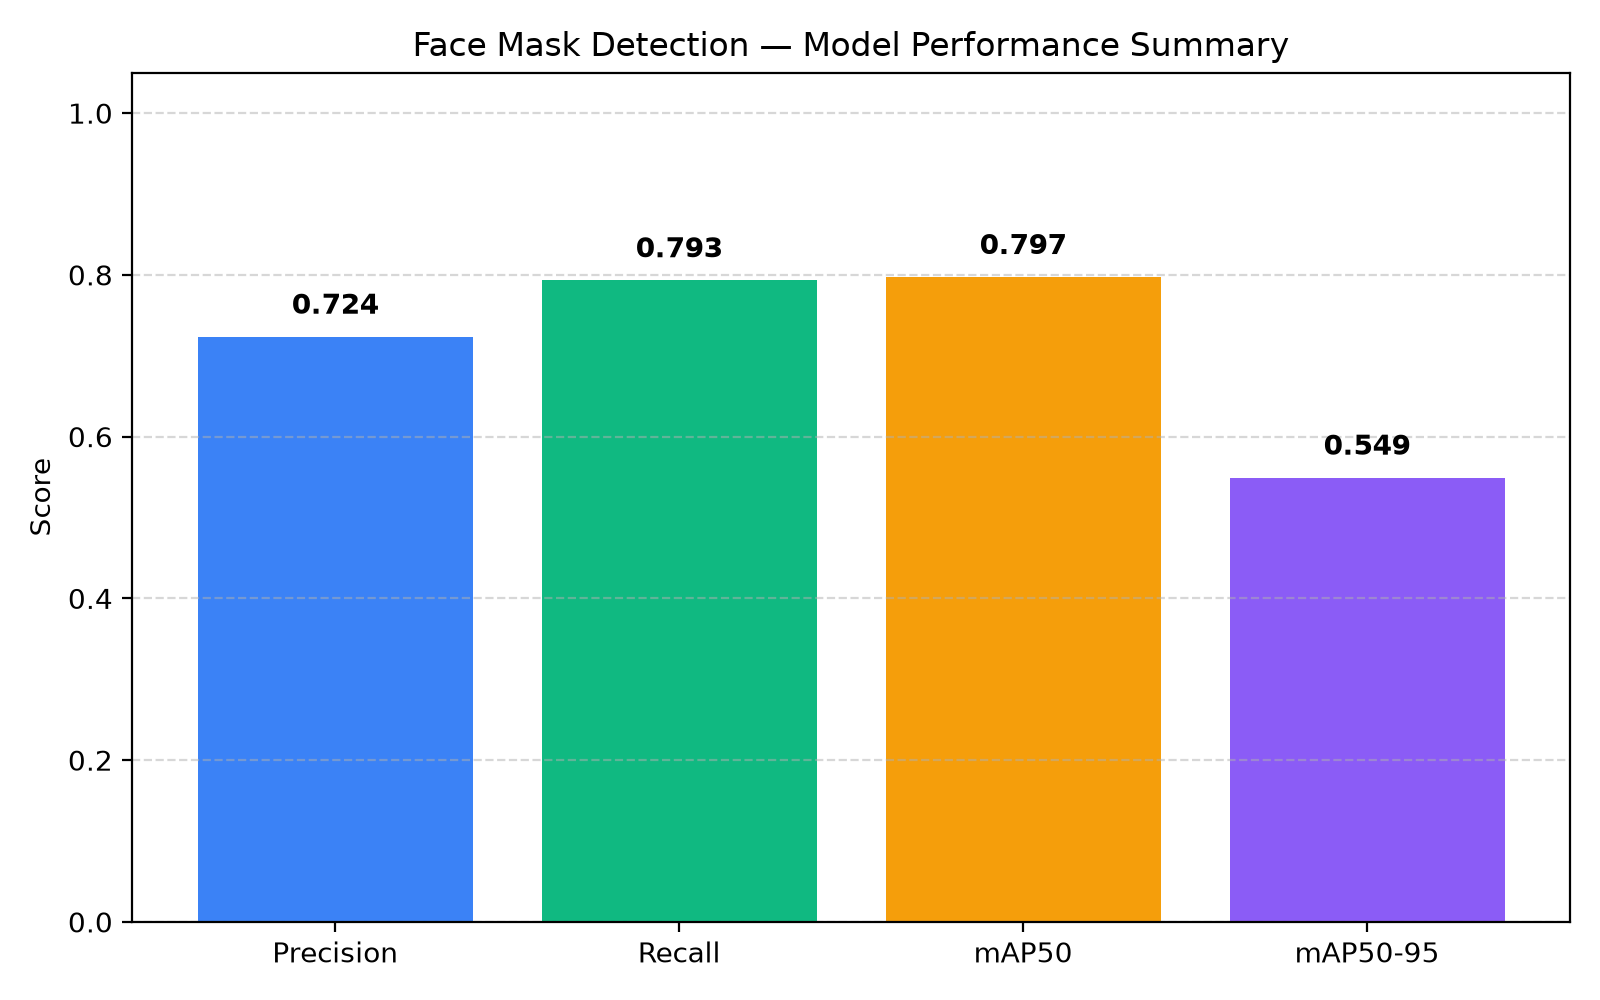 Face Mask Detection — Model Performance Summary
1.0
0.8
0.6
0.4
0.2
0.0
Score
0.724
0.793
0.797
0.549
Precision
Recall
mAP50
mAP50-95